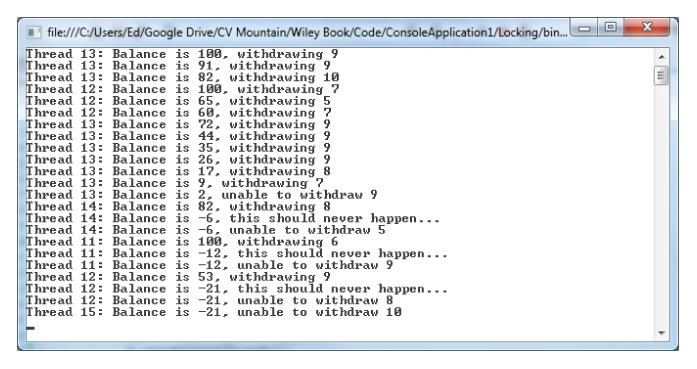 file:///C:/Users/Ed/Google Drive/CV Mountain/Wiley Book/Code/ConsoleApplication1/Locking/bin...
Thread 13: Balance is 100, withdrawing 9
Thread 13: Balance is 91, withdrawing 9
Thread 13: Balance is 82, withdrawing 10
Thread 12: Balance is 100, withdrawing 7
Thread 12: Balance is 65, withdrawing 5
Thread 12: Balance is 60, withdrawing 7
Thread 13: Balance is 72, withdrawing 9
Thread 13: Balance is 44, withdrawing 9
Thread 13: Balance is 35, withdrawing 9
Thread 13: Balance is 26, withdrawing 9
Thread 13: Balance is 17, withdrawing 8
Thread 13: Balance is 9, withdrawing 7
Thread 13: Balance is 2, unable to withdraw 9
Thread 14: Balance is 82, withdrawing 8
Thread 14: Balance is -6, this should never happen...
Thread 14: Balance is -6, unable to withdraw 5
Thread 11: Balance is 100, withdrawing 6
Thread 11: Balance is -12, this should never happen...
Thread 11: Balance is -12, unable to withdraw 9
Thread 12: Balance is 53, withdrawing 9
Thread 12: Balance is -21, this should never happen...
Thread 12: Balance is -21, unable to withdraw 8
Thread 15: Balance is -21, unable to withdraw 10